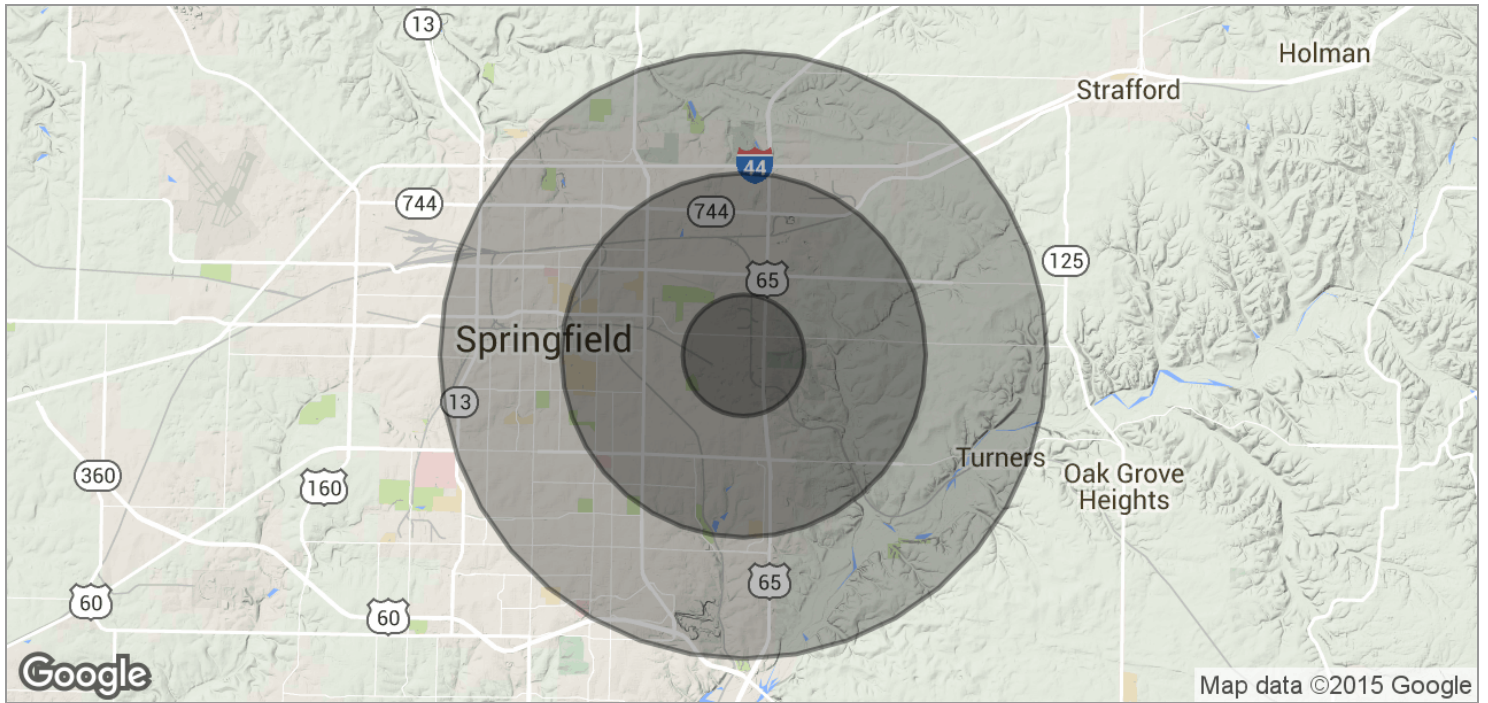 13
Holman
Strafford
44
744
744
125
65
Springfield
13
Turners
360
160
Oak Grove
Heights
65
60
60
Google
Map data ©2015 Google